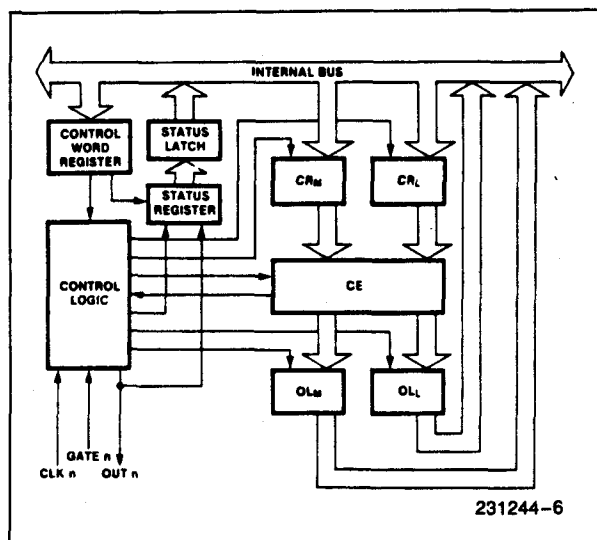 INTERNAL BUS
CONTROL
WORD
REGISTER
STATUS
LATCH
STATUS
REGISTER
CRM
CRL
CONTROL
LOGIC
CE
OLM
OLL
GATE n
CLK n
OUT n
231244-6